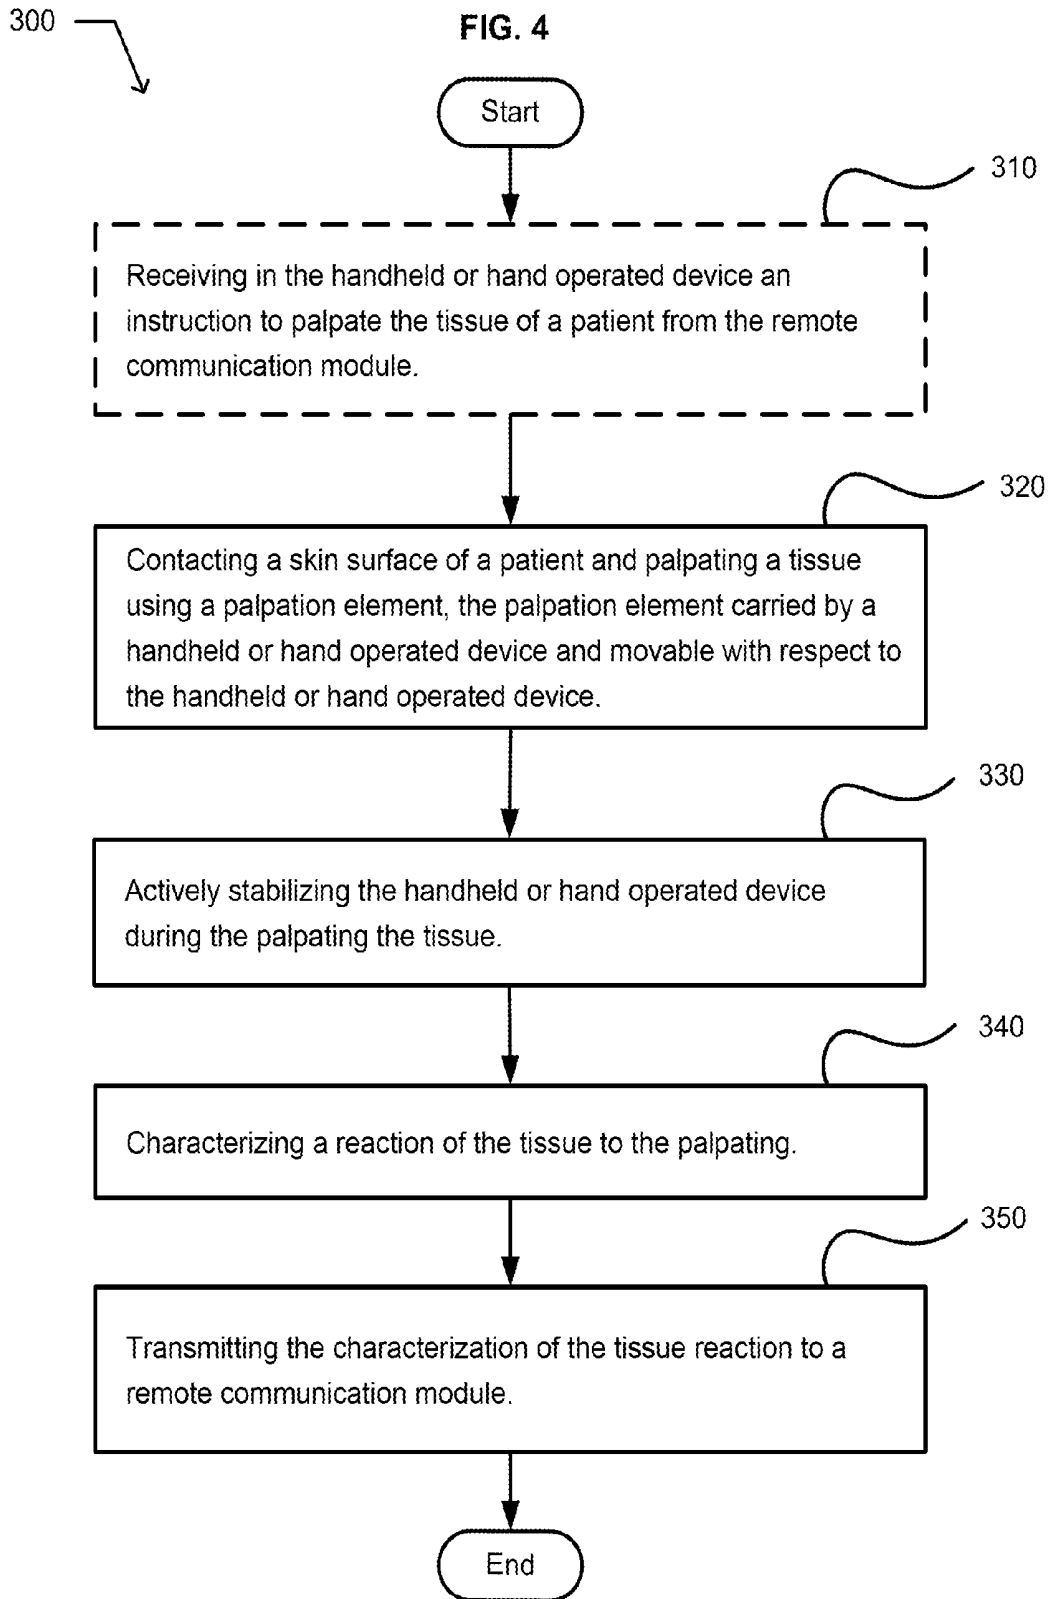 300
FIG. 4
Start
310
Receiving in the handheld or hand operated device an
instruction to palpate the tissue of a patient from the remote
communication module.
320
Contacting a skin surface of a patient and palpating a tissue
using a palpation element, the palpation element carried by a
handheld or hand operated device and movable with respect to
the handheld or hand operated device.
330
Actively stabilizing the handheld or hand operated device
during the palpating the tissue.
340
Characterizing a reaction of the tissue to the palpating.
350
Transmitting the characterization of the tissue reaction to a
remote communication module.
End